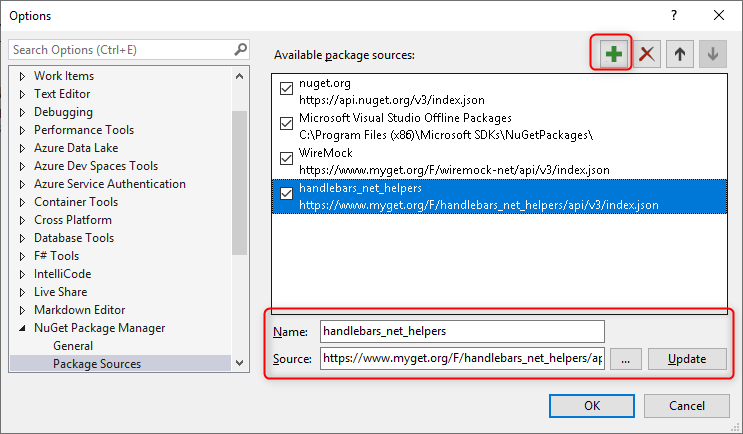 Options
? ×
Search Options (Ctrl+E)
Work Items
Text Editor
Debugging
Performance Tools
Azure Data Lake
Azure Dev Spaces Tools
Azure Service Authentication
Container Tools
Cross Platform
Database Tools
F# Tools
IntelliCode
Live Share
Markdown Editor
NuGet Package Manager
General
Package Sources
Available package sources:
nuget.org
https://api.nuget.org/v3/index.json
Microsoft Visual Studio Offline Packages
C:\Program Files (x86)\Microsoft SDKs\NuGetPackages\
WireMock
https://www.myget.org/F/wiremock-net/api/v3/index.json
handlebars_net_helpers
https://www.myget.org/F/handlebars_net_helpers/api/v3/index.json
Name: handlebars_net_helpers
Source: https://www.myget.org/F/handlebars_net_helpers/ap ... Update
OK Cancel